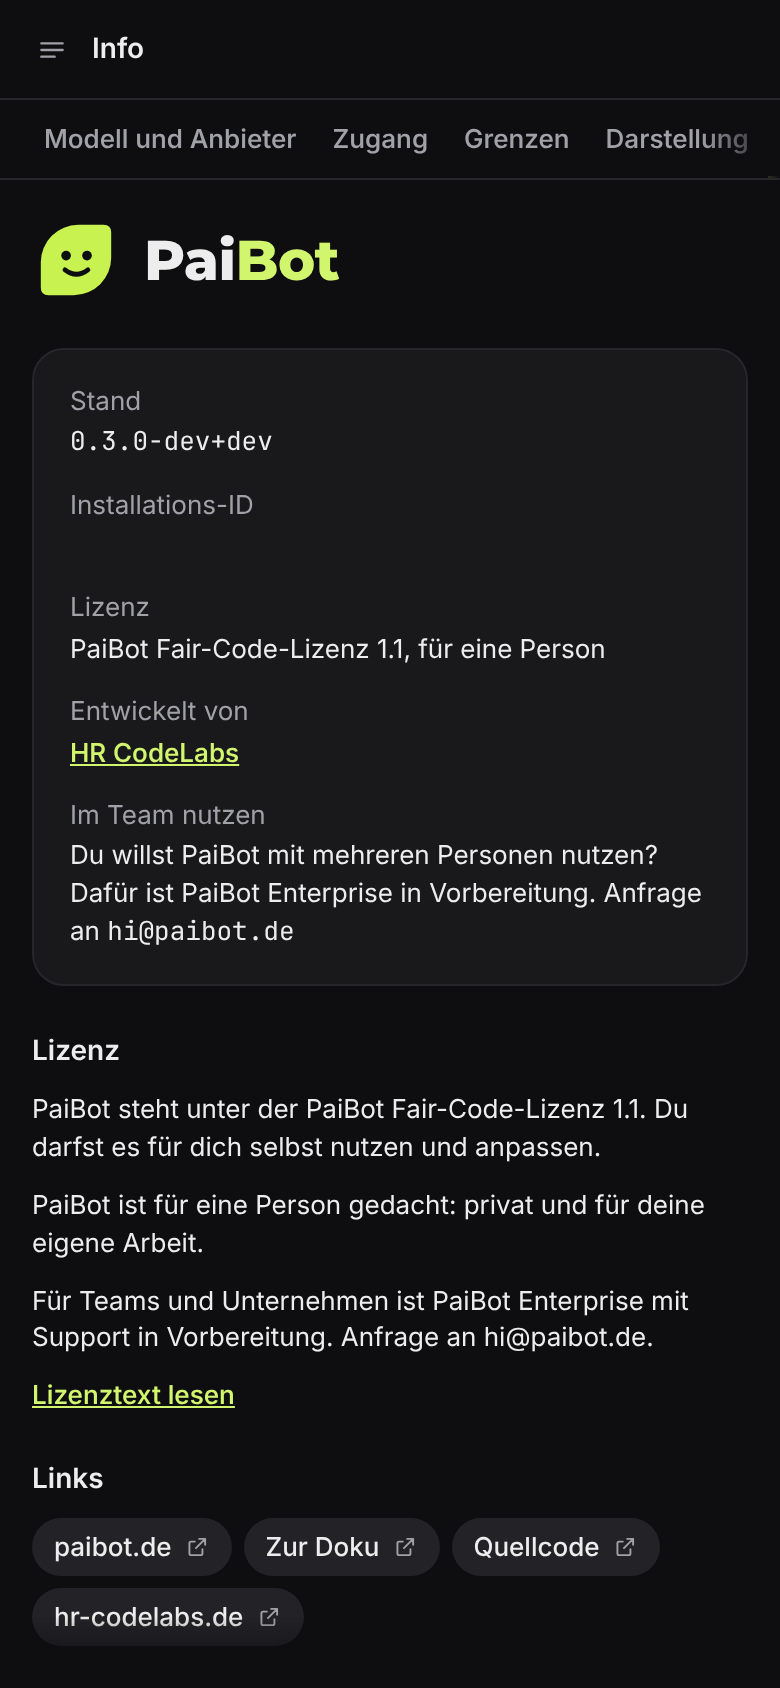 Info
Modell und Anbieter Zugang Grenzen Darstellung
PaiBot
Stand
0.3.0-dev+dev
Installations-ID
Lizenz
PaiBot Fair-Code-Lizenz 1.1, für eine Person
Entwickelt von
HR CodeLabs
Im Team nutzen
Du willst PaiBot mit mehreren Personen nutzen?
Dafür ist PaiBot Enterprise in Vorbereitung. Anfrage
an hi@paibot.de
Lizenz
PaiBot steht unter der PaiBot Fair-Code-Lizenz 1.1. Du
darfst es für dich selbst nutzen und anpassen.
PaiBot ist für eine Person gedacht: privat und für deine
eigene Arbeit.
Für Teams und Unternehmen ist PaiBot Enterprise mit
Support in Vorbereitung. Anfrage an hi@paibot.de.
Lizenztext lesen
Links
paibot.de Zur Doku Quellcode
hr-codelabs.de